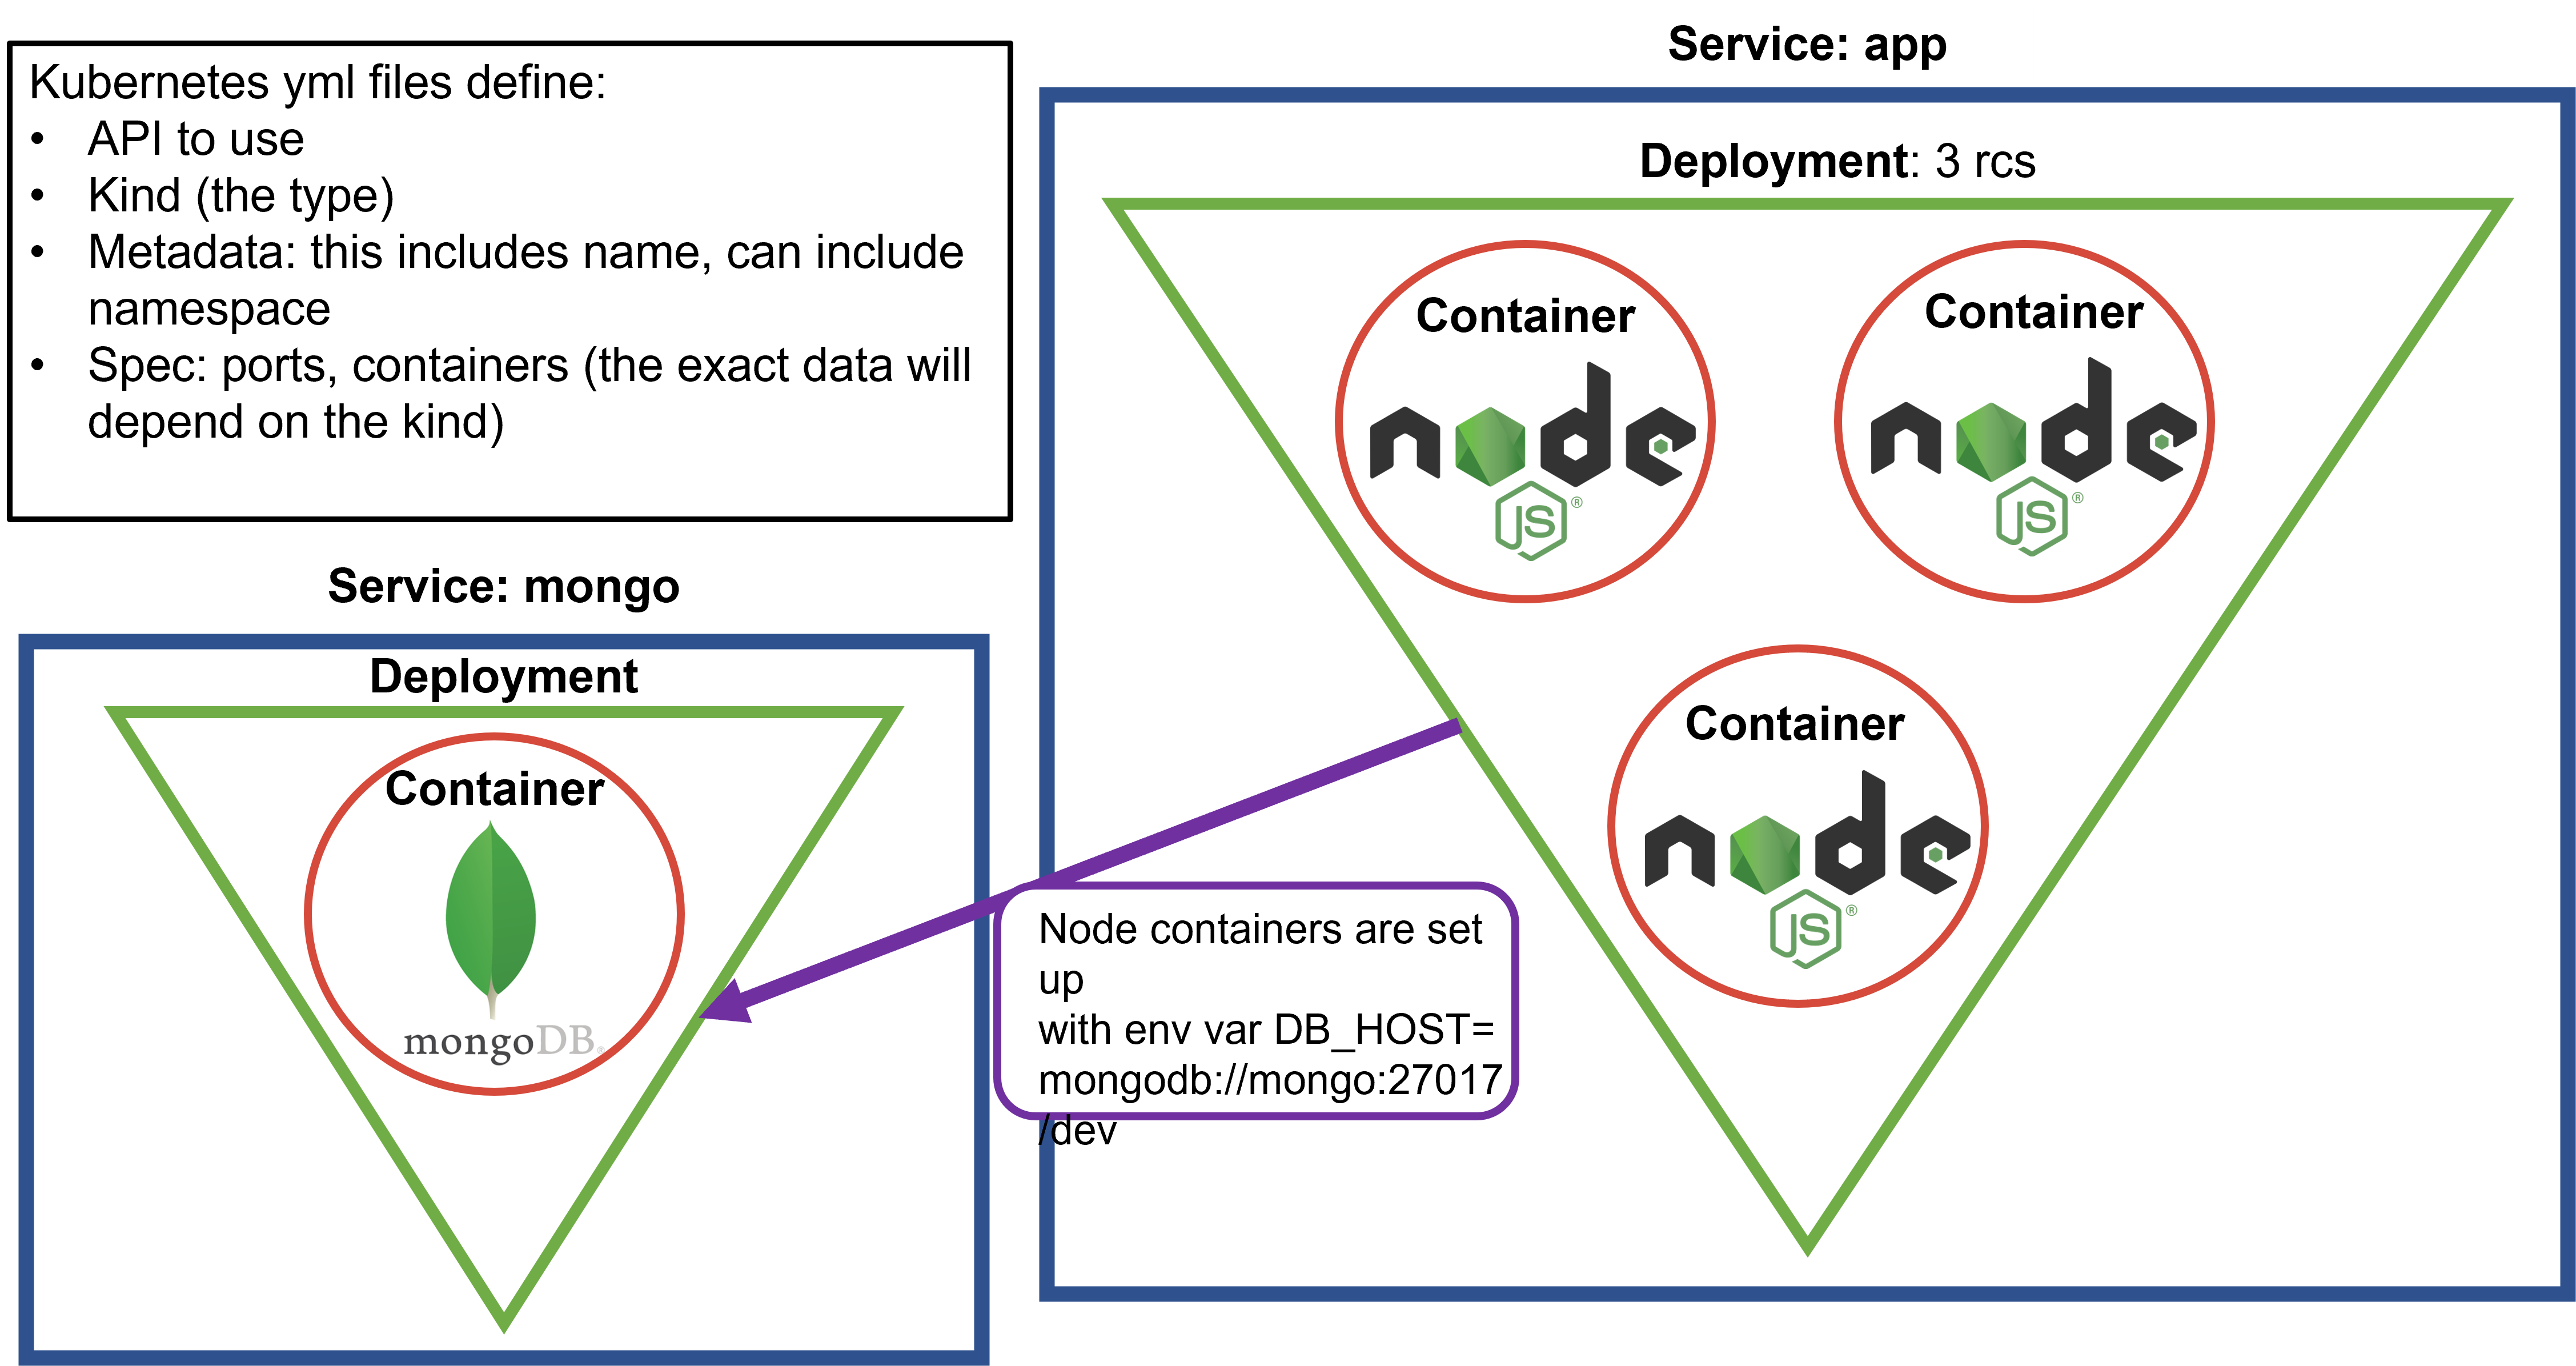 Kubernetes yml files define:
• API to use
• Kind (the type)
• Metadata: this includes name, can include
namespace
• Spec: ports, containers (the exact data will
depend on the kind)
Service: app
Deployment: 3 rcs
Container
node
JS®
Container
node
JS®
Container
node
JS®
Service: mongo
Deployment
Container
mongoDB®
Node containers are set
up
with env var DB_HOST=
mongodb://mongo:27017
/dev